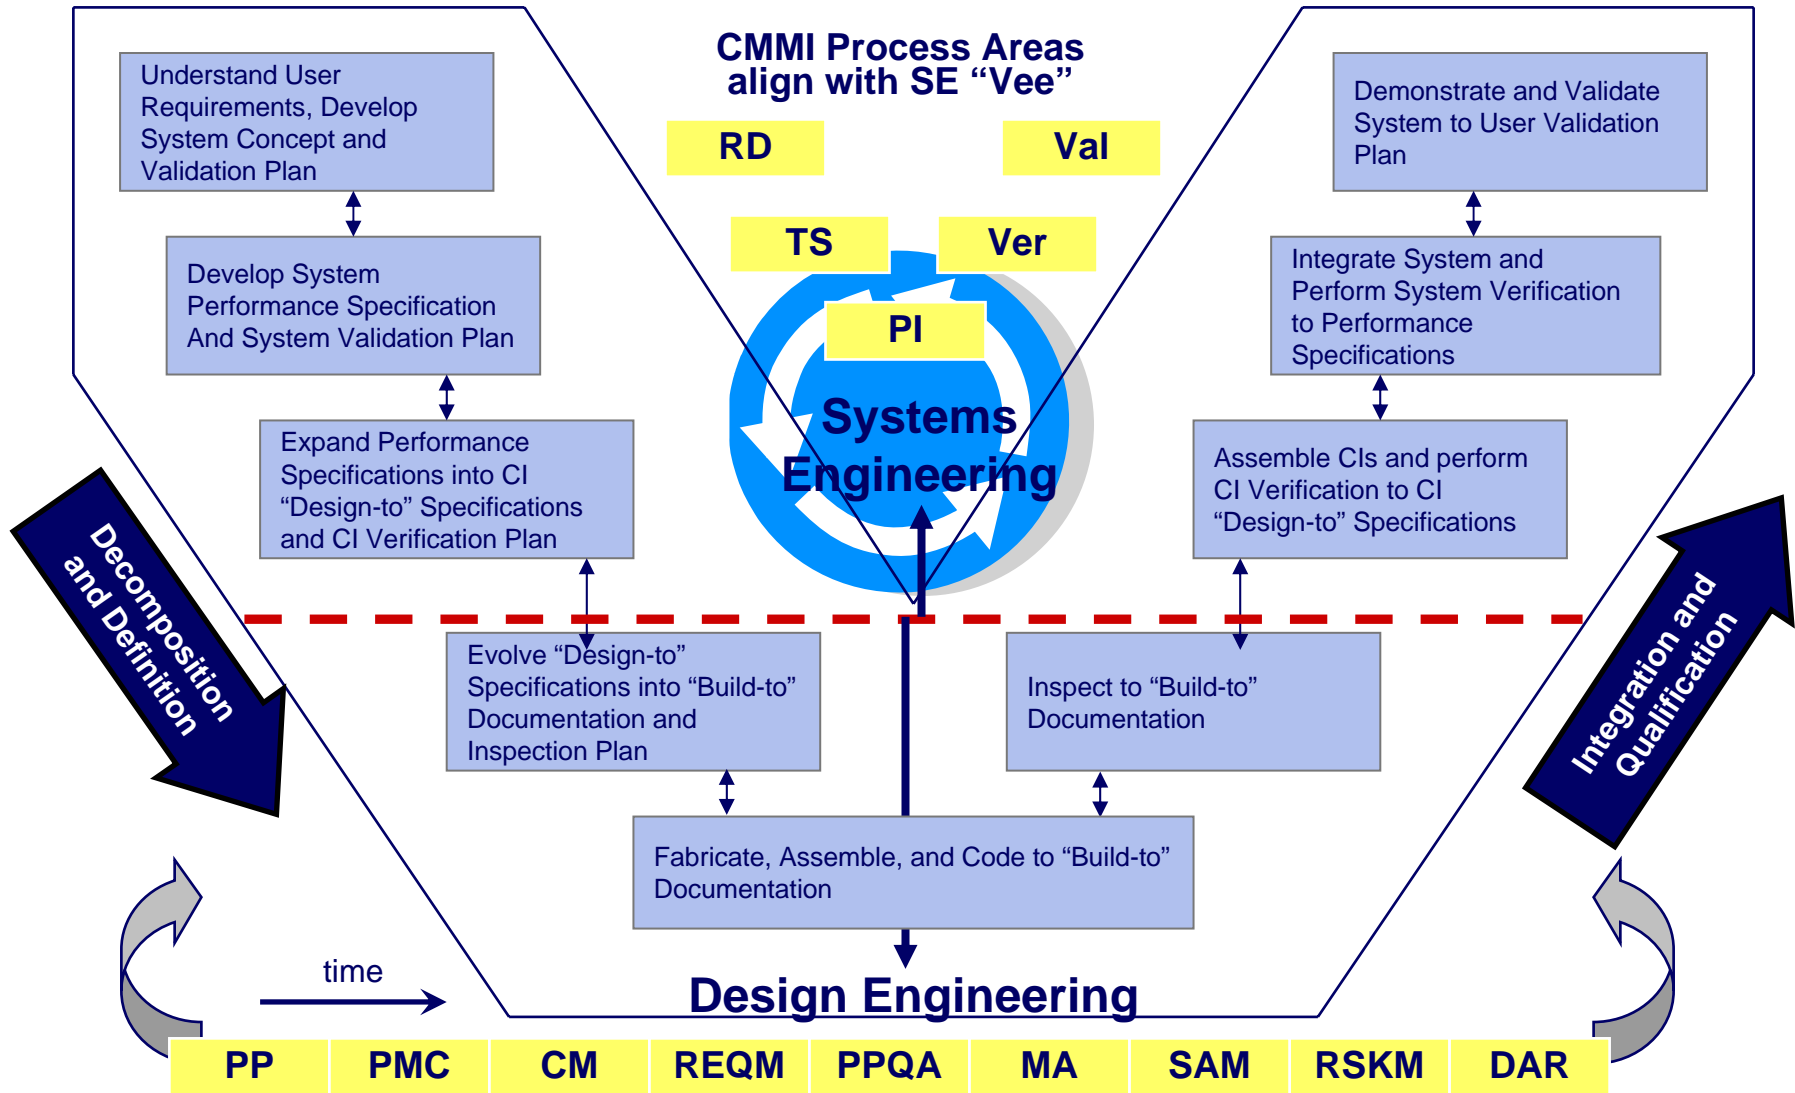 CMMI Process Areas
align with SE “Vee”
Understand User
Requirements, Develop
System Concept and
Validation Plan
Demonstrate and Validate
System to User Validation
Plan
RD
Val
TS
Ver
PI
Develop System
Performance Specification
And System Validation Plan
Integrate System and
Perform System Verification
to Performance
Specifications
Systems
Engineering
Expand Performance
Specifications into CI
“Design-to” Specifications
and CI Verification Plan
Assemble CIs and perform
CI Verification to CI
“Design-to” Specifications
Decomposition
and Definition
Integration and
Qualification
Evolve “Design-to”
Specifications into “Build-to”
Documentation and
Inspection Plan
Inspect to “Build-to”
Documentation
Fabricate, Assemble, and Code to “Build-to”
Documentation
time
Design Engineering
PP PMC CM REQM PPQA MA SAM RSKM DAR